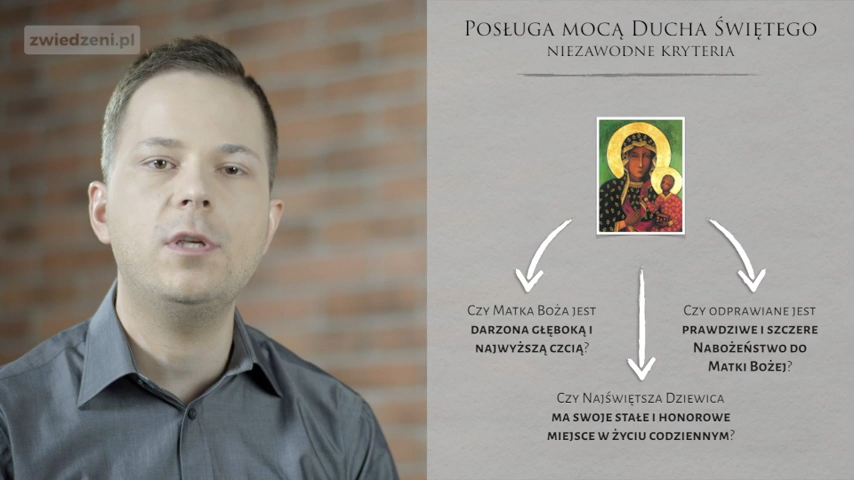 zwiedzeni.pl
Posługa mocą Ducha Świętego
niezawodne kryteria
Czy Matka Boża jest
darzona głęboką i
najwyższą czcią?
Czy odprawiane jest
prawdziwe i szczere
Nabożeństwo do
Matki Bożej?
Czy Najświętsza Dziewica
ma swoje stałe i honorowe
miejsce w życiu codziennym?